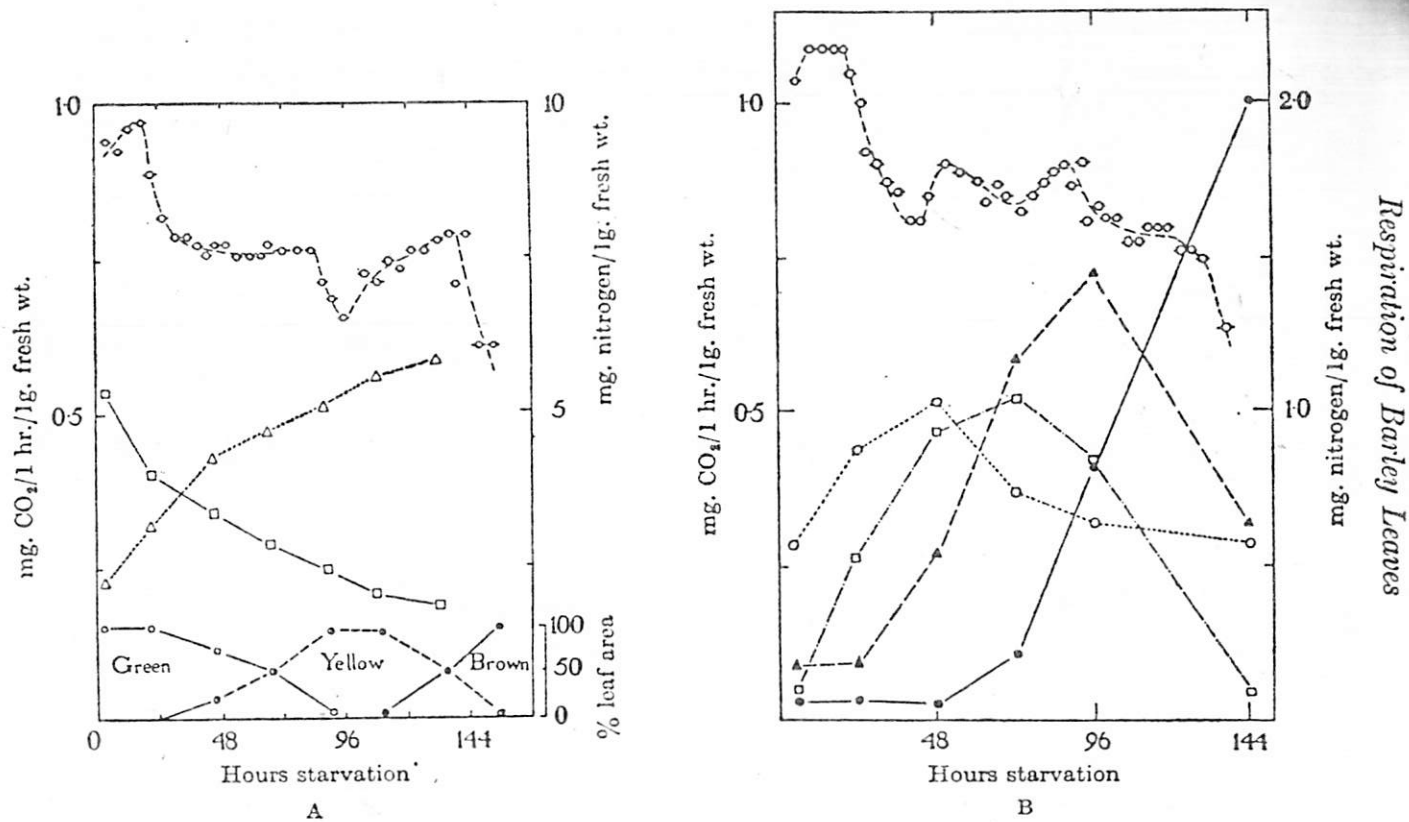 1·0
0·5
mg. CO₂/1 hr./1g. fresh wt.
10
5
mg. nitrogen/1g. fresh wt.
100
50
0
% leaf area
Green
Yellow
Brown
0
48
96
144
Hours starvation
A
1·0
0·5
mg. CO₂/1 hr./1g. fresh wt.
2·0
1·0
mg. nitrogen/1g. fresh wt.
48
96
144
Hours starvation
B
Respiration of Barley Leaves